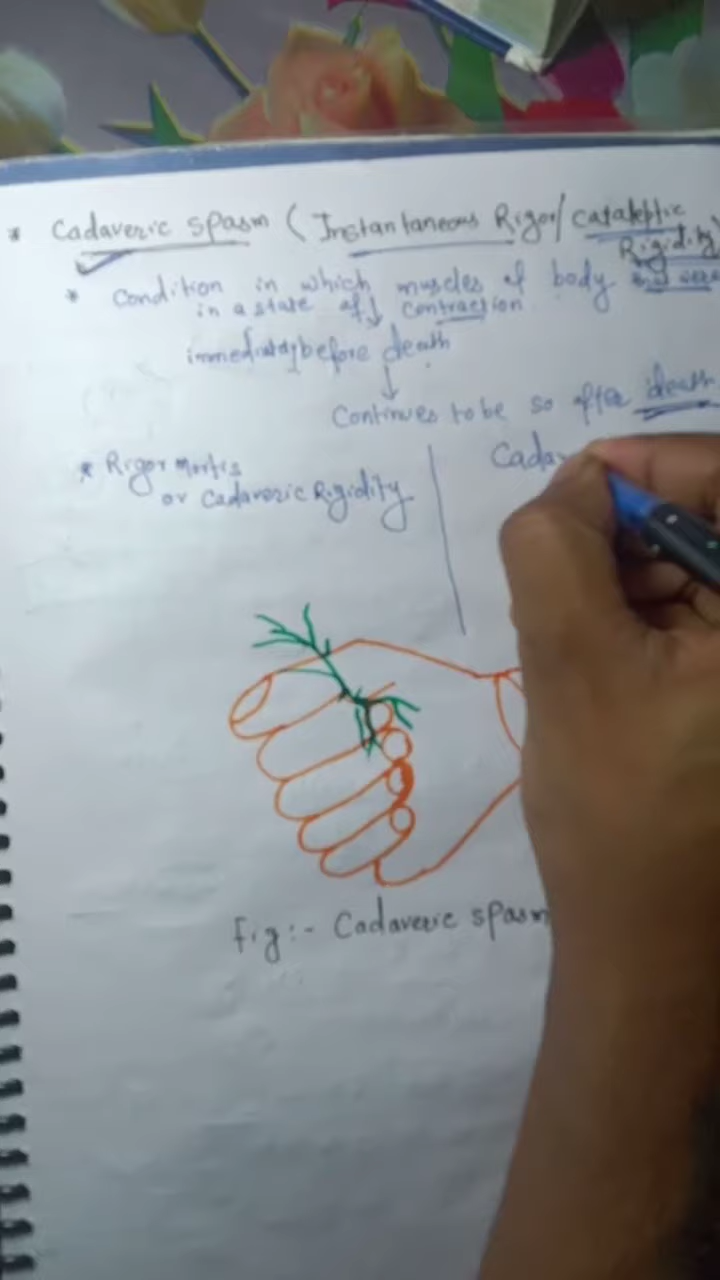 * Cadaveric spasm ( Instantaneous Rigor/ Cataleptic
Rigidity)
* Condition in which muscles of body
in a state of ↓ contraction
immediately before death
↓
Continues to be so after death
* Rigor mortis
or Cadaveric Rigidity
Cadav
Fig:- Cadaveric spasm